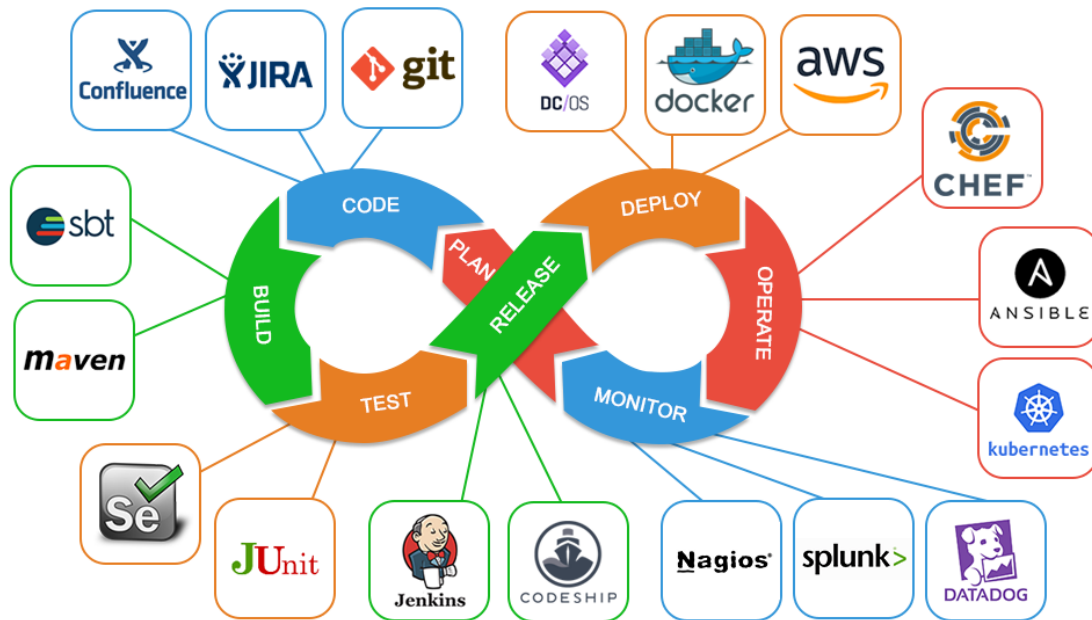 Confluence
JIRA
git
DC/OS
docker
aws
CHEF™
sbt
CODE
DEPLOY
PLAN
RELEASE
BUILD
OPERATE
ANSIBLE
maven
TEST
MONITOR
kubernetes
Se
JUnit
Jenkins
CODESHIP
Nagios®
splunk>
DATADOG